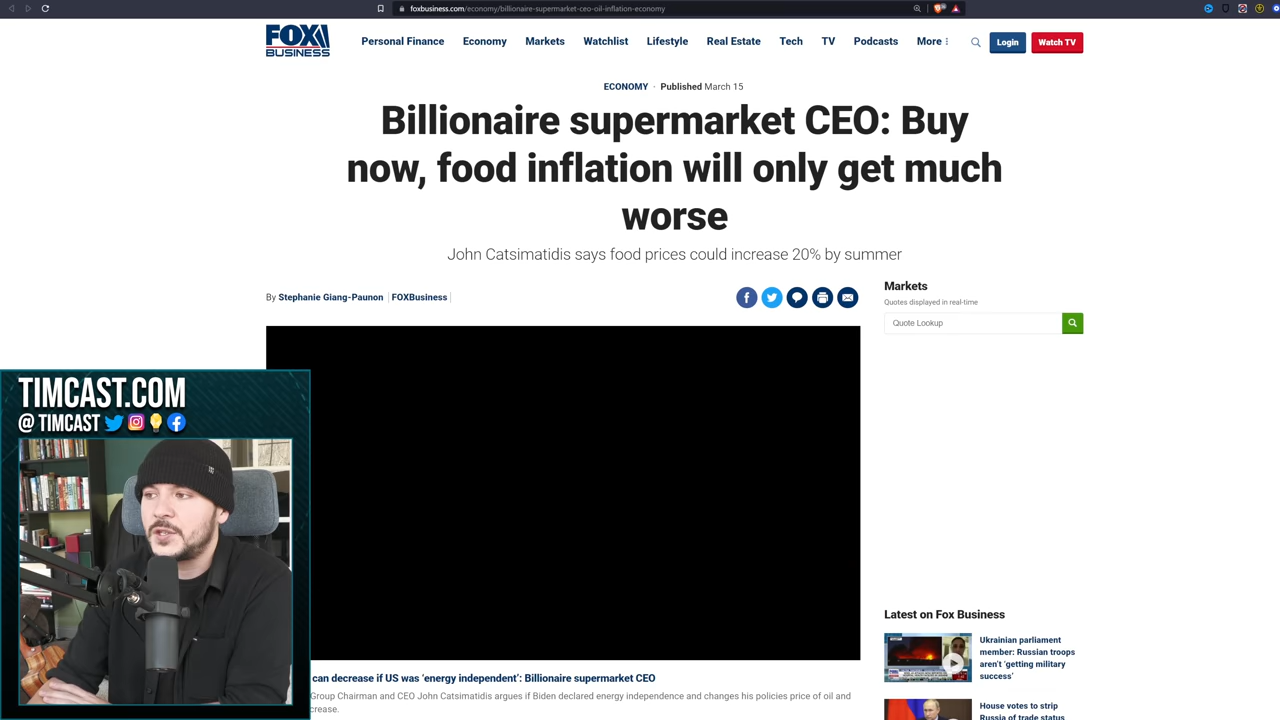 foxbusiness.com/economy/billionaire-supermarket-ceo-oil-inflation-economy
FOX
BUSINESS
Personal Finance Economy Markets Watchlist Lifestyle Real Estate Tech TV Podcasts More
Login
Watch TV
ECONOMY · Published March 15
Billionaire supermarket CEO: Buy
now, food inflation will only get much
worse
John Catsimatidis says food prices could increase 20% by summer
By Stephanie Giang-Paunon | FOXBusiness
Markets
Quotes displayed in real-time
Quote Lookup
TIMCAST.COM
@ TIMCAST
can decrease if US was ‘energy independent’: Billionaire supermarket CEO
Group Chairman and CEO John Catsimatidis argues if Biden declared energy independence and changes his policies price of oil and
crease.
Latest on Fox Business
Ukrainian parliament
member: Russian troops
aren’t ‘getting military
success’
House votes to strip
Russia of trade status